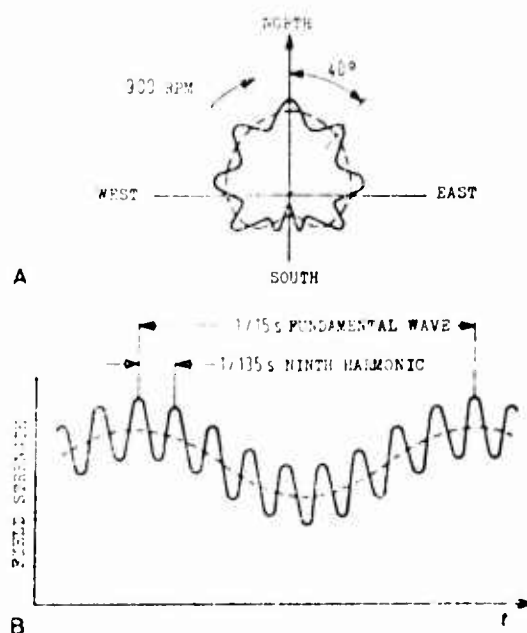 NORTH
40°
900 RPM
WEST
EAST
SOUTH
A
1/15 s FUNDAMENTAL WAVE
1/135 s NINTH HARMONIC
FIELD STRENGTH
B
t